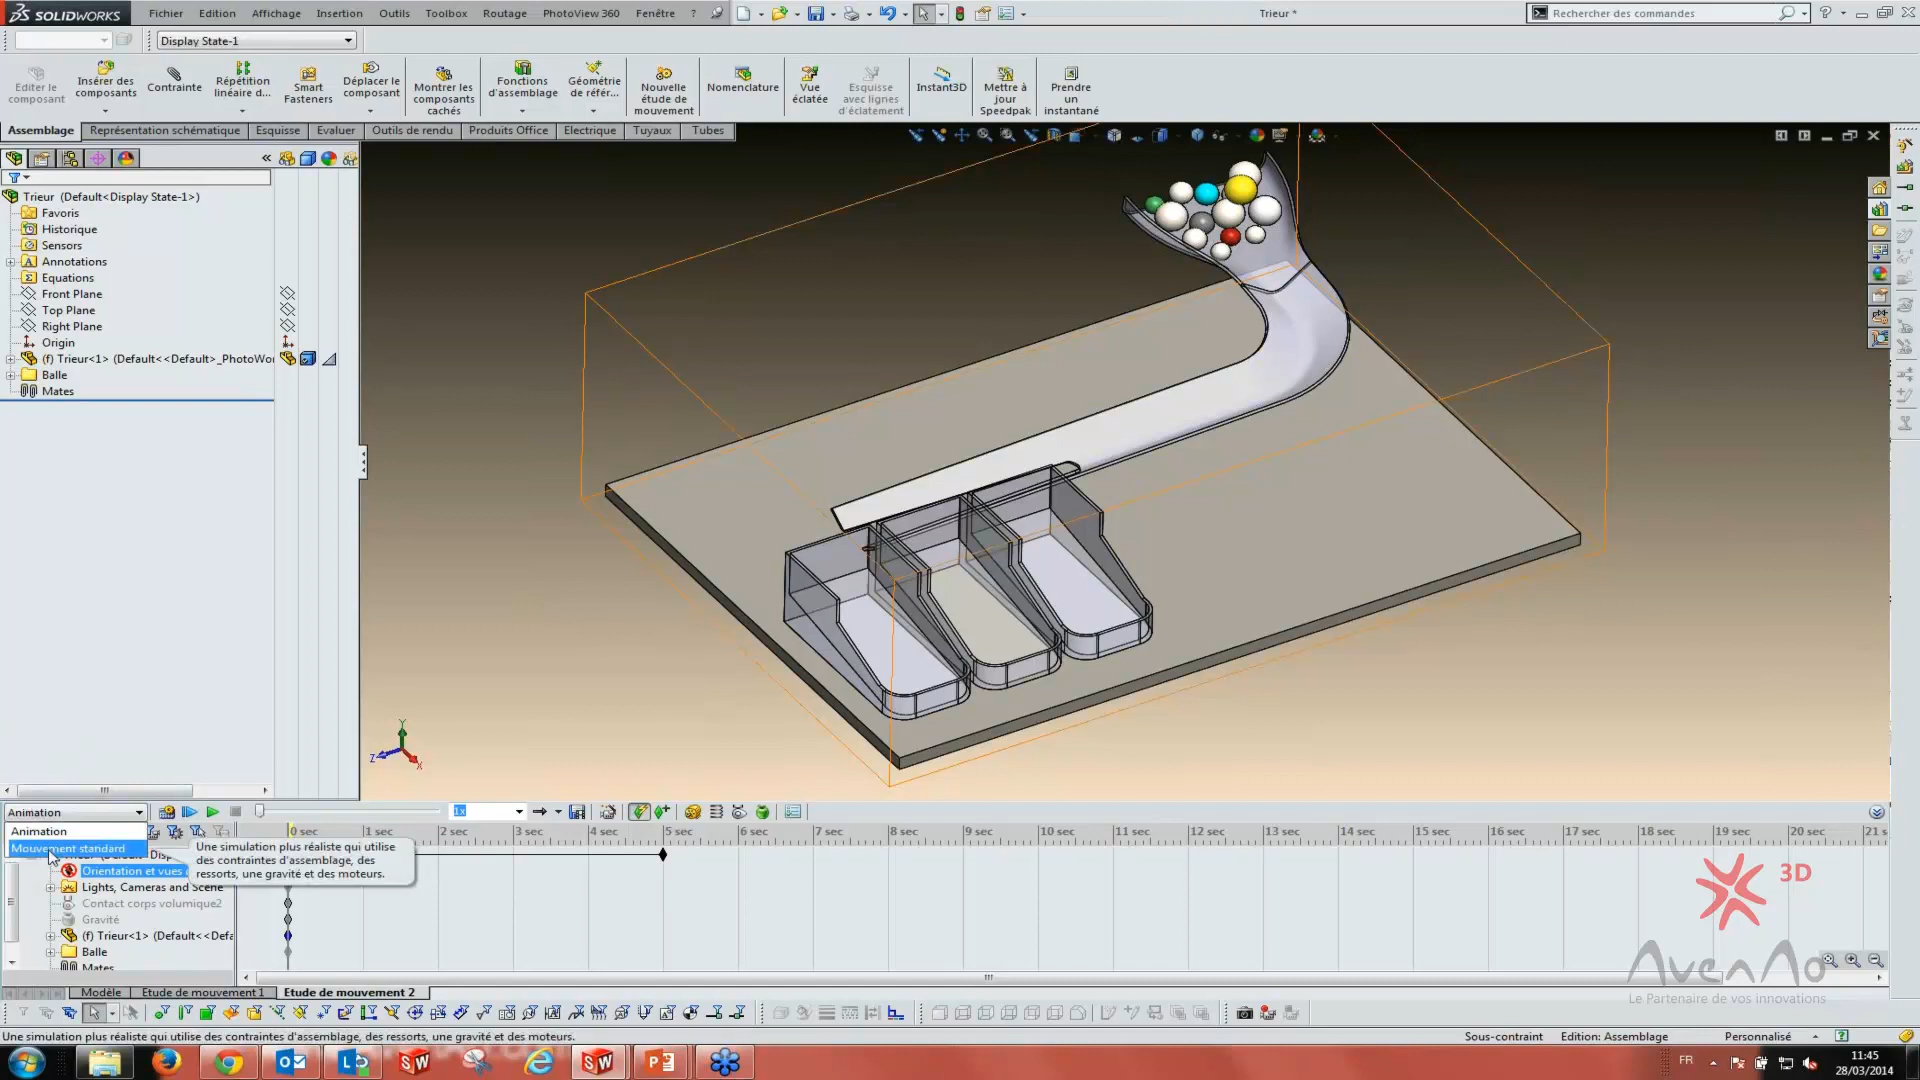 SOLIDWORKS
Fichier Edition Affichage Insertion Outils Toolbox Routage PhotoView 360 Fenêtre ?
Trieur *
Rechercher des commandes
Display State-1
Editer le composant
Insérer des composants
Contrainte
Répétition linéaire d...
Smart Fasteners
Déplacer le composant
Montrer les composants cachés
Fonctions d'assemblage
Géométrie de référ...
Nouvelle étude de mouvement
Nomenclature
Vue éclatée
Esquisse avec lignes d'éclatement
Instant3D
Mettre à jour Speedpak
Prendre un instantané
Assemblage Représentation schématique Esquisse Evaluer Outils de rendu Produits Office Electrique Tuyaux Tubes
Trieur (Default<Display State-1>)
Favoris
Historique
Sensors
Annotations
Equations
Front Plane
Top Plane
Right Plane
Origin
(f) Trieur<1> (Default<<Default>_PhotoWor
Balle
Mates
Y
Z
X
Animation
1x
Animation
Mouvement standard
Une simulation plus réaliste qui utilise
des contraintes d'assemblage, des
ressorts, une gravité et des moteurs.
0 sec 1 sec 2 sec 3 sec 4 sec 5 sec 6 sec 7 sec 8 sec 9 sec 10 sec 11 sec 12 sec 13 sec 14 sec 15 sec 16 sec 17 sec 18 sec 19 sec 20 sec 21 s
Orientation et vues
Lights, Cameras and Scene
Contact corps volumique2
Gravité
(f) Trieur<1> (Default<<Defa
Balle
Mates
3D
AvenAo
Le Partenaire de vos innovations
Modèle Etude de mouvement 1 Etude de mouvement 2
Une simulation plus réaliste qui utilise des contraintes d'assemblage, des ressorts, une gravité et des moteurs.
Sous-contraint Edition: Assemblage Personnalisé
FR
11:45
28/03/2014